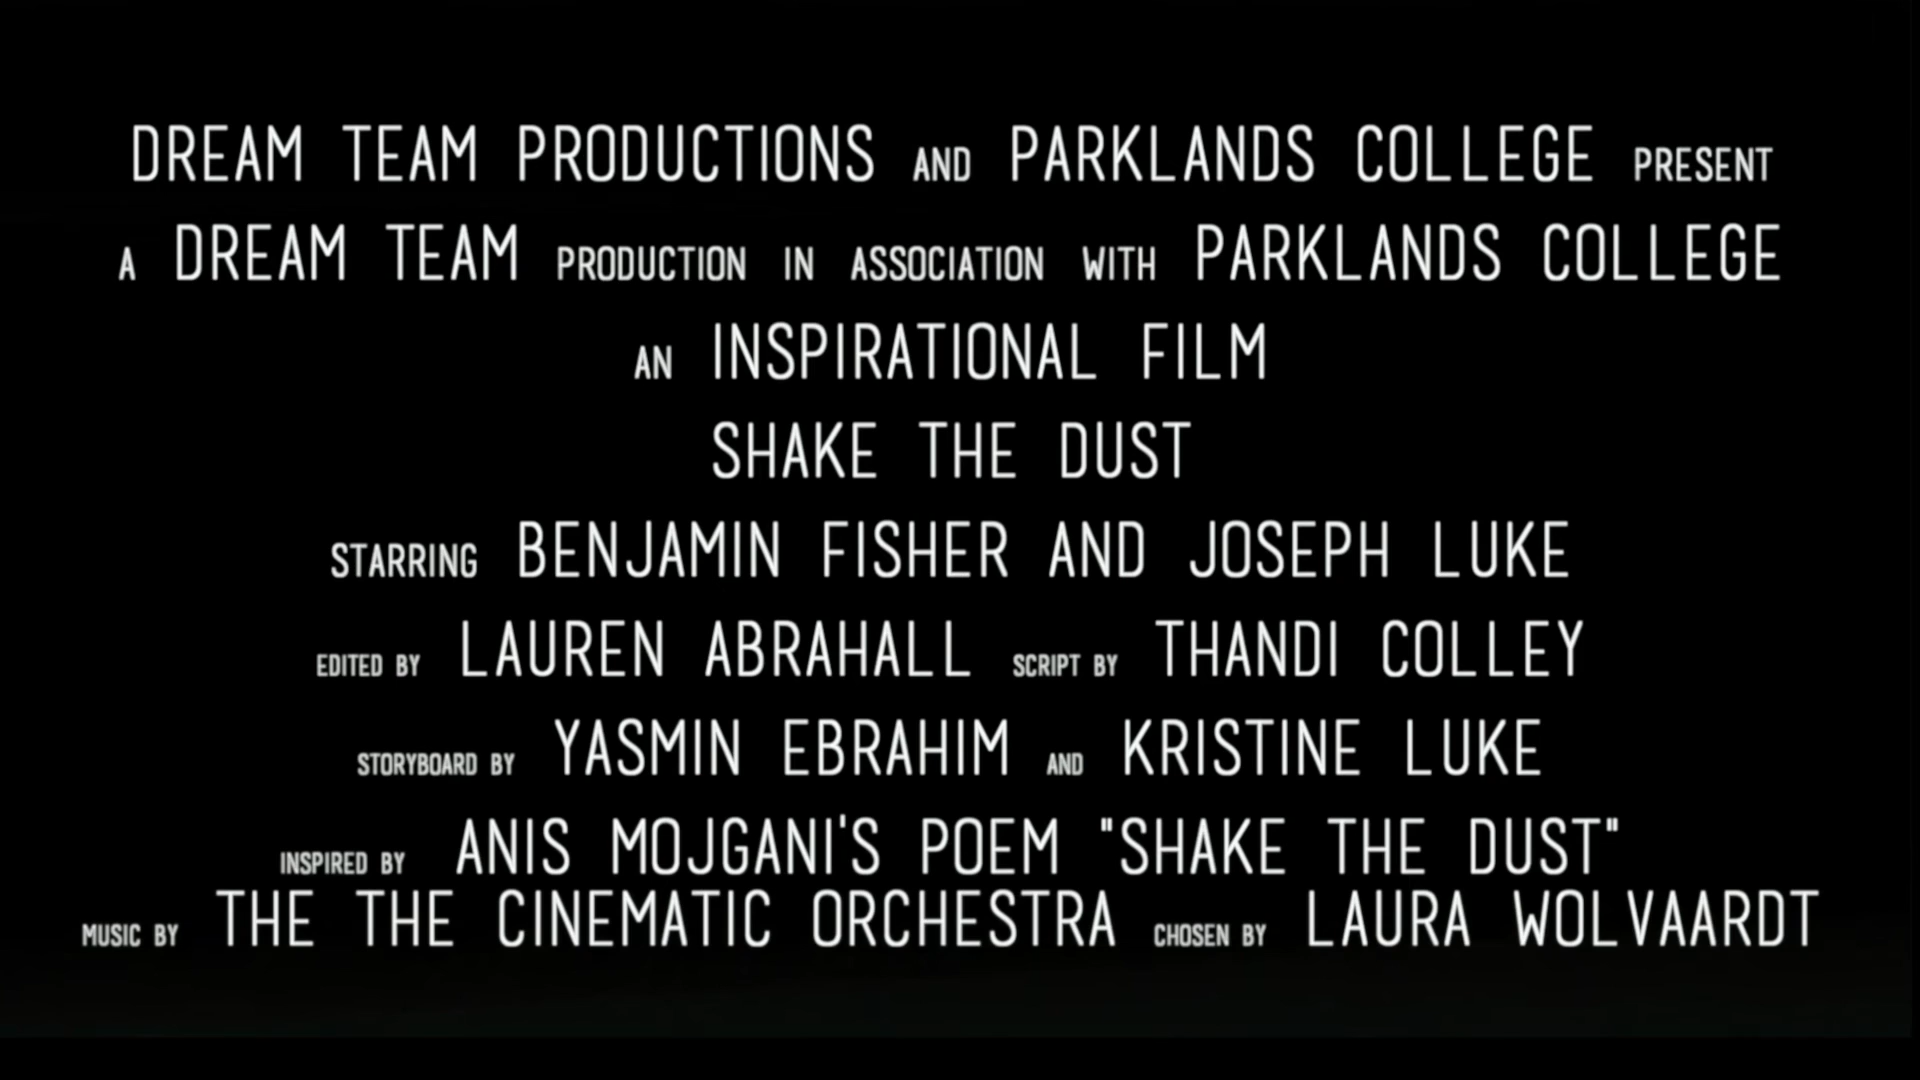 DREAM TEAM PRODUCTIONS AND PARKLANDS COLLEGE PRESENT
A DREAM TEAM PRODUCTION IN ASSOCIATION WITH PARKLANDS COLLEGE
AN INSPIRATIONAL FILM
SHAKE THE DUST
STARRING BENJAMIN FISHER AND JOSEPH LUKE
EDITED BY LAUREN ABRAHALL SCRIPT BY THANDI COLLEY
STORYBOARD BY YASMIN EBRAHIM AND KRISTINE LUKE
INSPIRED BY ANIS MOJGANI'S POEM "SHAKE THE DUST"
MUSIC BY THE THE CINEMATIC ORCHESTRA CHOSEN BY LAURA WOLVAARDT